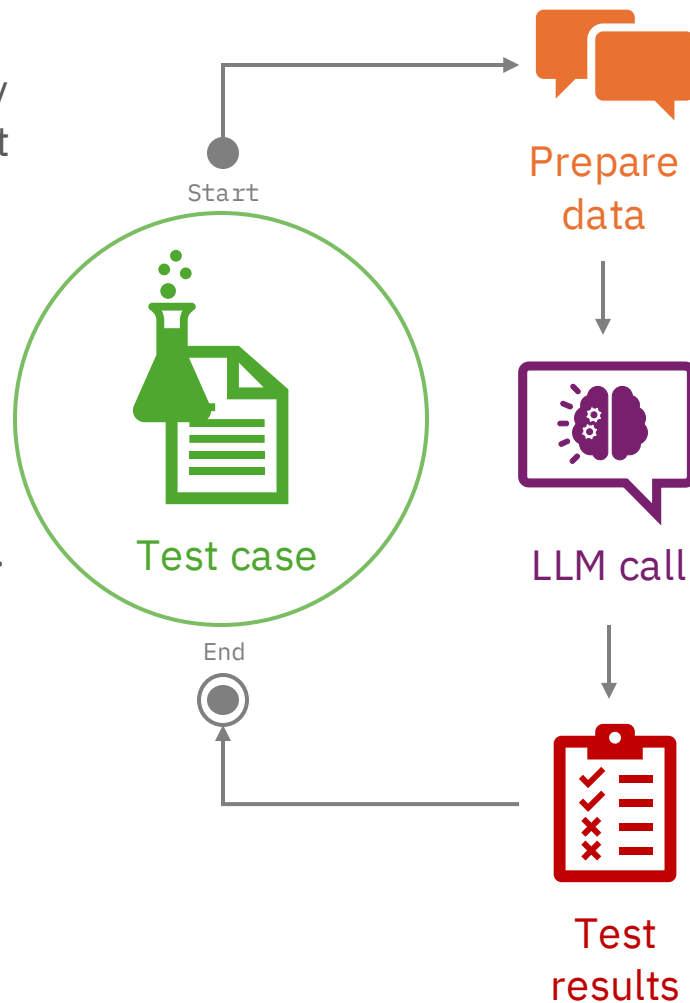 Start
Prepare
data
Test case
LLM call
End
Test
results